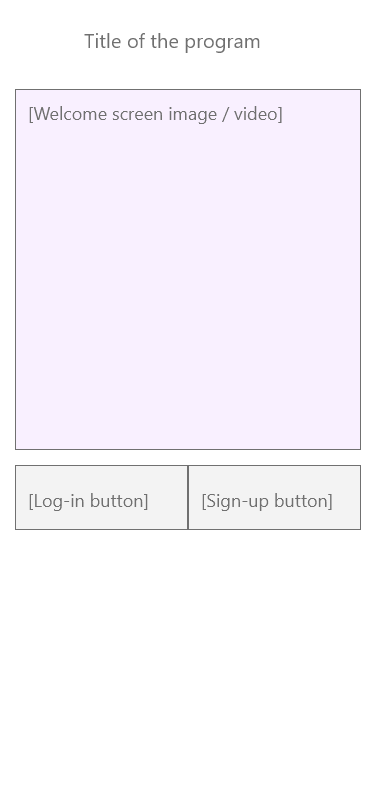 Title of the program
[Welcome screen image / video]
[Log-in button]
[Sign-up button]